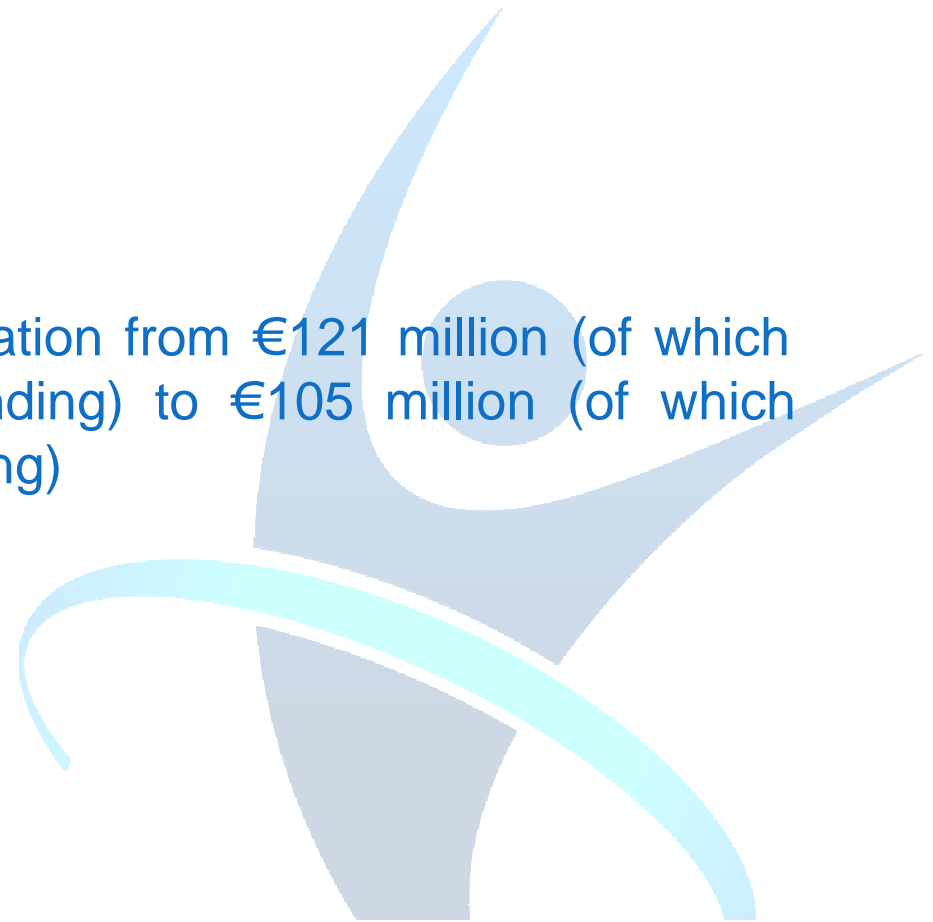 ation from €121 million (of which
nding) to €105 million (of which
ng)